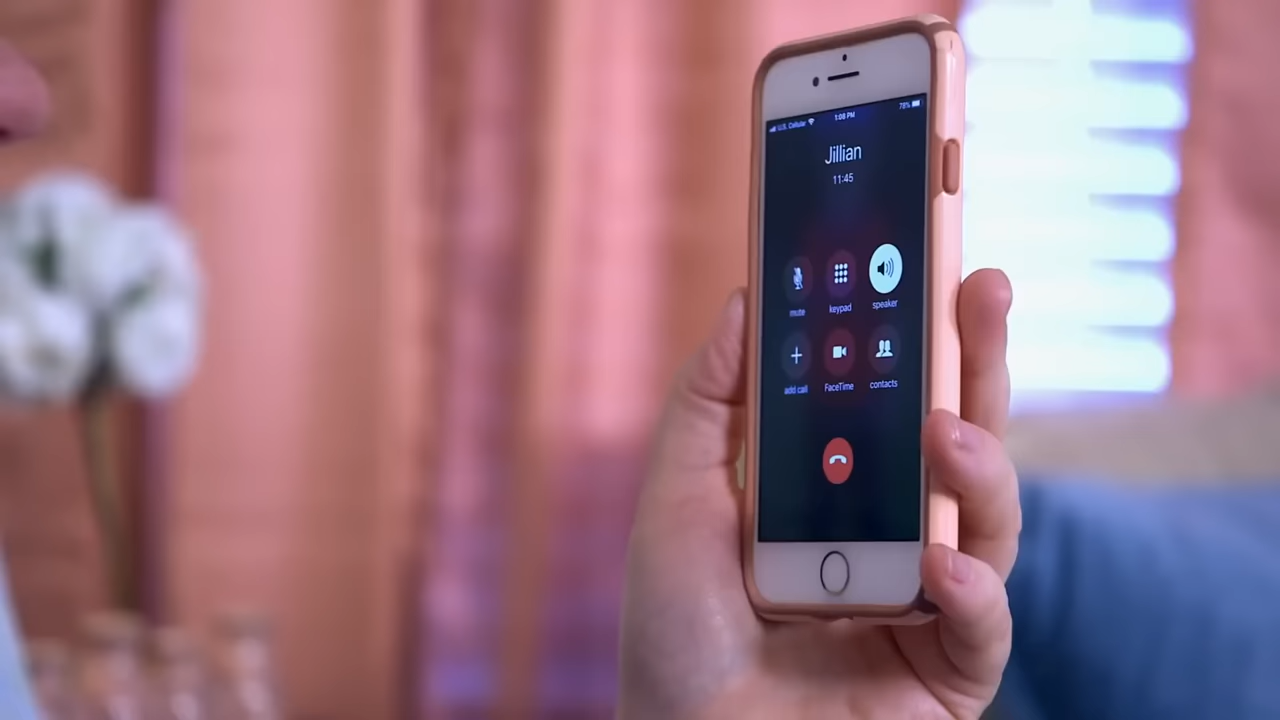 U.S. Cellular 1:08 PM 78%
Jillian
11:45
mute keypad speaker
add call FaceTime contacts